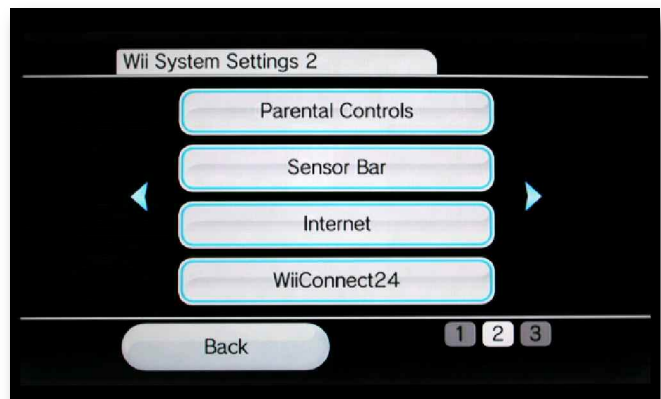 Wii System Settings 2
Parental Controls
Sensor Bar
Internet
WiiConnect24
Back
1 2 3